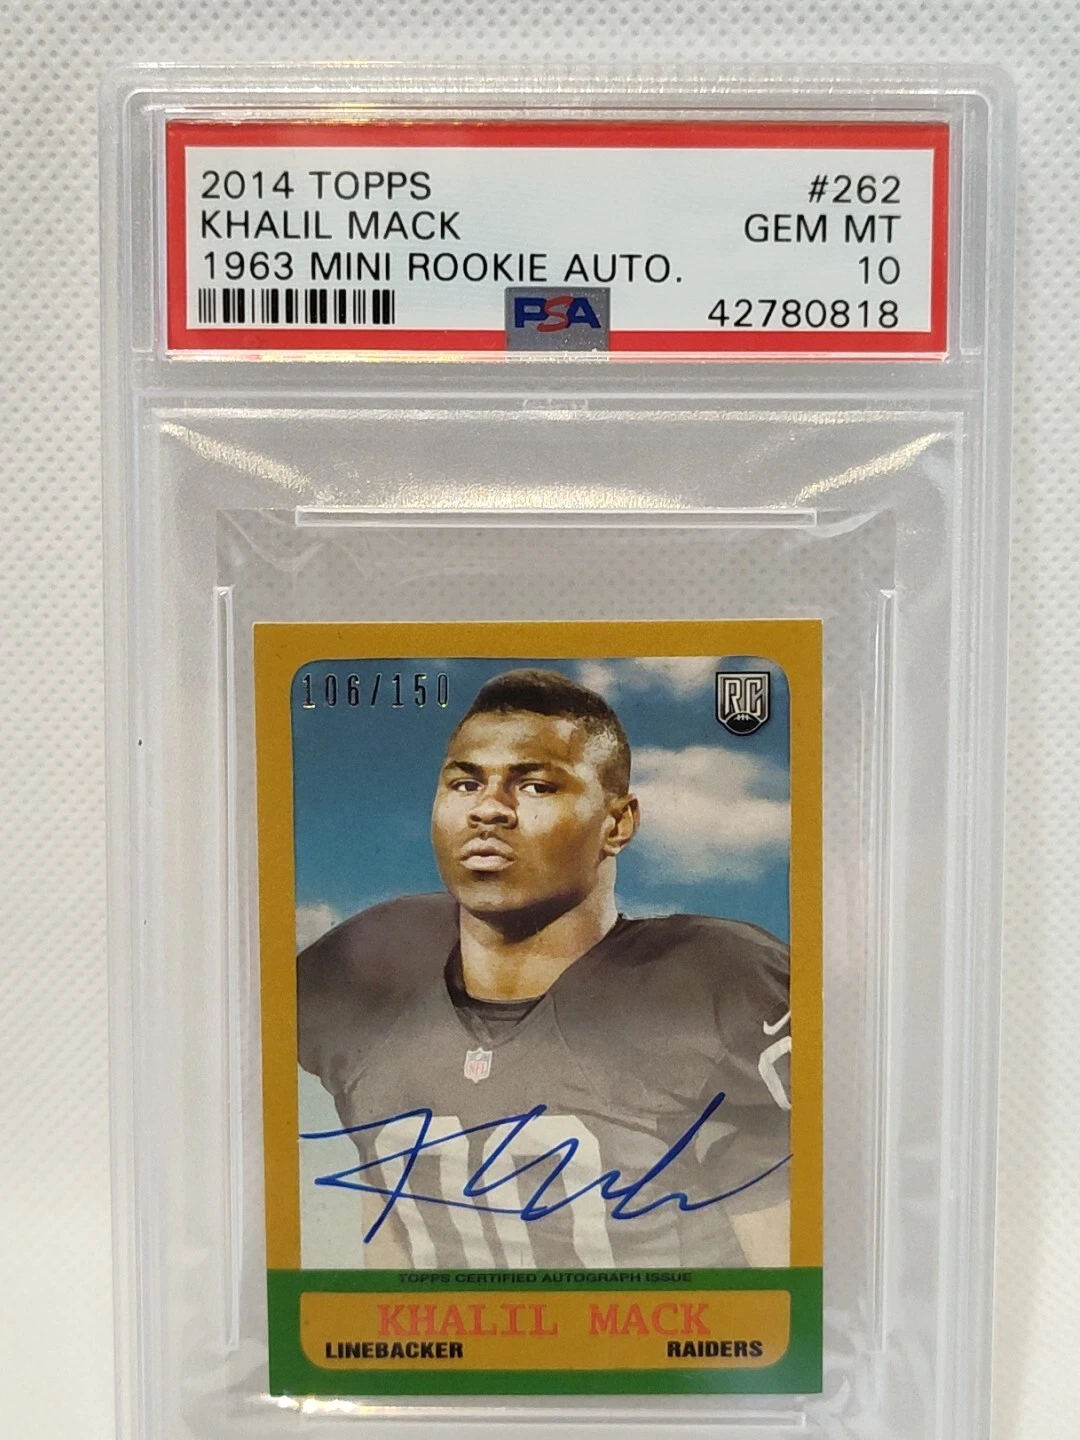 2014 TOPPS #262
KHALIL MACK GEM MT
1963 MINI ROOKIE AUTO. 10
PSA 42780818
106/150 RC
NFL
TOPPS CERTIFIED AUTOGRAPH ISSUE
KHALIL MACK
LINEBACKER RAIDERS